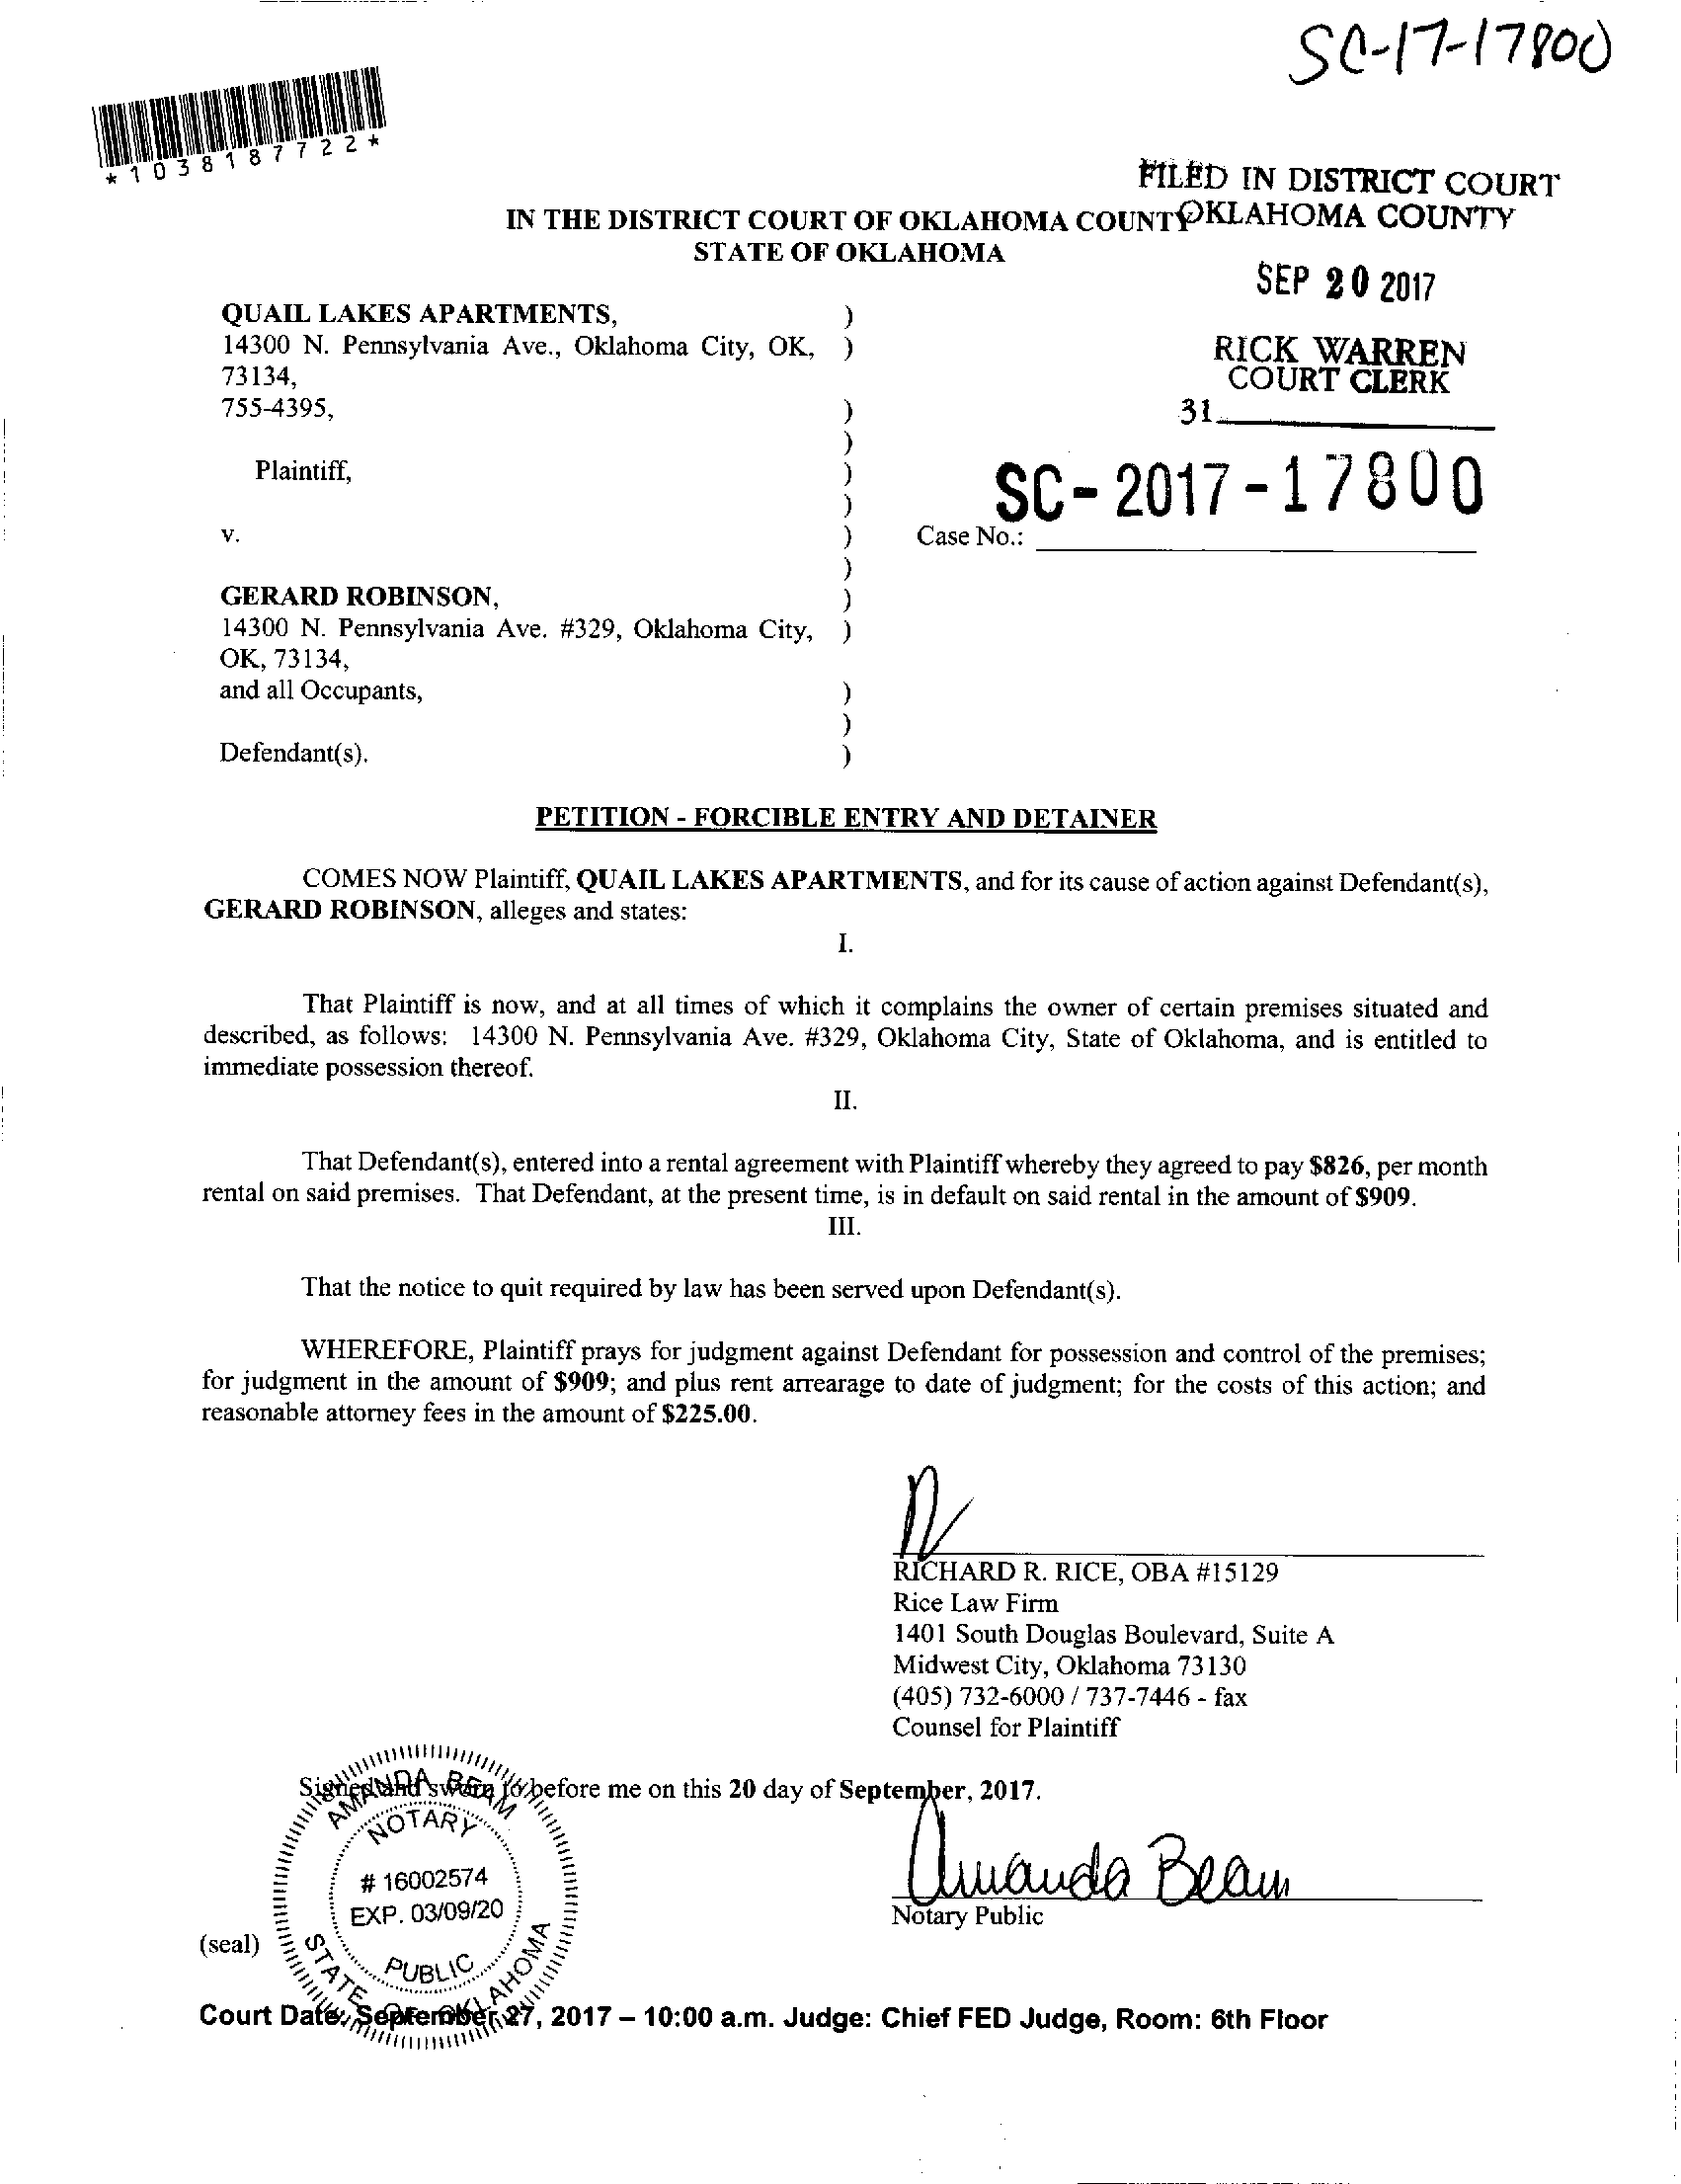 SC-17-17800
*1038187722*
FILED IN DISTRICT COURT
OKLAHOMA COUNTY
IN THE DISTRICT COURT OF OKLAHOMA COUNTY
STATE OF OKLAHOMA
SEP 20 2017
RICK WARREN
COURT CLERK
31
QUAIL LAKES APARTMENTS, )
14300 N. Pennsylvania Ave., Oklahoma City, OK, )
73134,
755-4395, )
)
Plaintiff, )
)
SC-2017-17800
v. ) Case No.:
)
GERARD ROBINSON, )
14300 N. Pennsylvania Ave. #329, Oklahoma City, )
OK, 73134,
and all Occupants, )
)
Defendant(s). )
PETITION - FORCIBLE ENTRY AND DETAINER
COMES NOW Plaintiff, QUAIL LAKES APARTMENTS, and for its cause of action against Defendant(s),
GERARD ROBINSON, alleges and states:
I.
That Plaintiff is now, and at all times of which it complains the owner of certain premises situated and
described, as follows: 14300 N. Pennsylvania Ave. #329, Oklahoma City, State of Oklahoma, and is entitled to
immediate possession thereof.
II.
That Defendant(s), entered into a rental agreement with Plaintiff whereby they agreed to pay $826, per month
rental on said premises. That Defendant, at the present time, is in default on said rental in the amount of $909.
III.
That the notice to quit required by law has been served upon Defendant(s).
WHEREFORE, Plaintiff prays for judgment against Defendant for possession and control of the premises;
for judgment in the amount of $909; and plus rent arrearage to date of judgment; for the costs of this action; and
reasonable attorney fees in the amount of $225.00.
RICHARD R. RICE, OBA #15129
Rice Law Firm
1401 South Douglas Boulevard, Suite A
Midwest City, Oklahoma 73130
(405) 732-6000 / 737-7446 - fax
Counsel for Plaintiff
Signed and sworn to before me on this 20 day of September, 2017.
AMANDA BEAM
NOTARY
# 16002574
EXP. 03/09/20
PUBLIC
STATE OF OKLAHOMA
Amanda Beam
Notary Public
(seal)
Court Date: September 27, 2017 – 10:00 a.m. Judge: Chief FED Judge, Room: 6th Floor